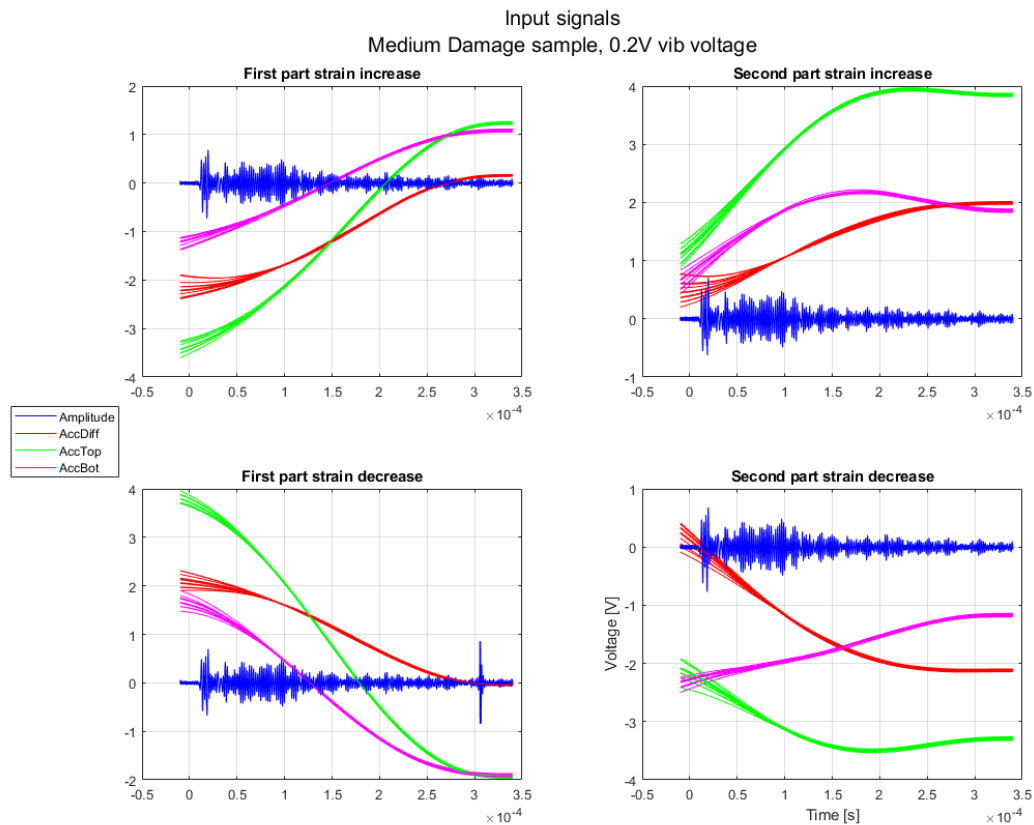 Input signals
Medium Damage sample, 0.2V vib voltage
First part strain increase
2
1
0
-1
-2
-3
-4
-0.5 0 0.5 1 1.5 2 2.5 3 3.5
×10⁻⁴
Second part strain increase
4
3
2
1
0
-1
-0.5 0 0.5 1 1.5 2 2.5 3 3.5
×10⁻⁴
Amplitude
AccDiff
AccTop
AccBot
First part strain decrease
4
3
2
1
0
-1
-2
-0.5 0 0.5 1 1.5 2 2.5 3 3.5
×10⁻⁴
Second part strain decrease
Voltage [V]
1
0
-1
-2
-3
-4
-0.5 0 0.5 1 1.5 2 2.5 3 3.5
Time [s]
×10⁻⁴